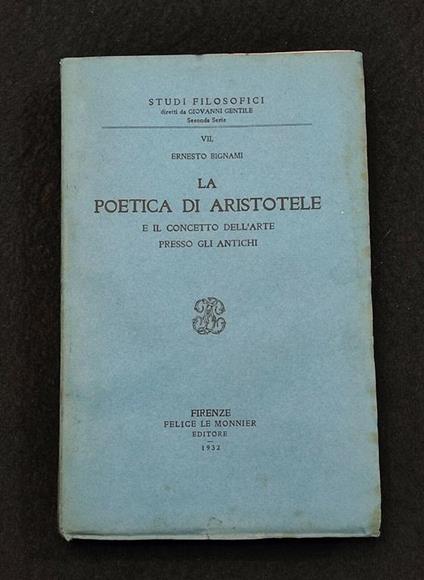 STUDI FILOSOFICI
diretti da GIOVANNI GENTILE
Seconda Serie
VII.
ERNESTO BIGNAMI
LA
POETICA DI ARISTOTELE
E IL CONCETTO DELL'ARTE
PRESSO GLI ANTICHI
FIRENZE
FELICE LE MONNIER
EDITORE
1932